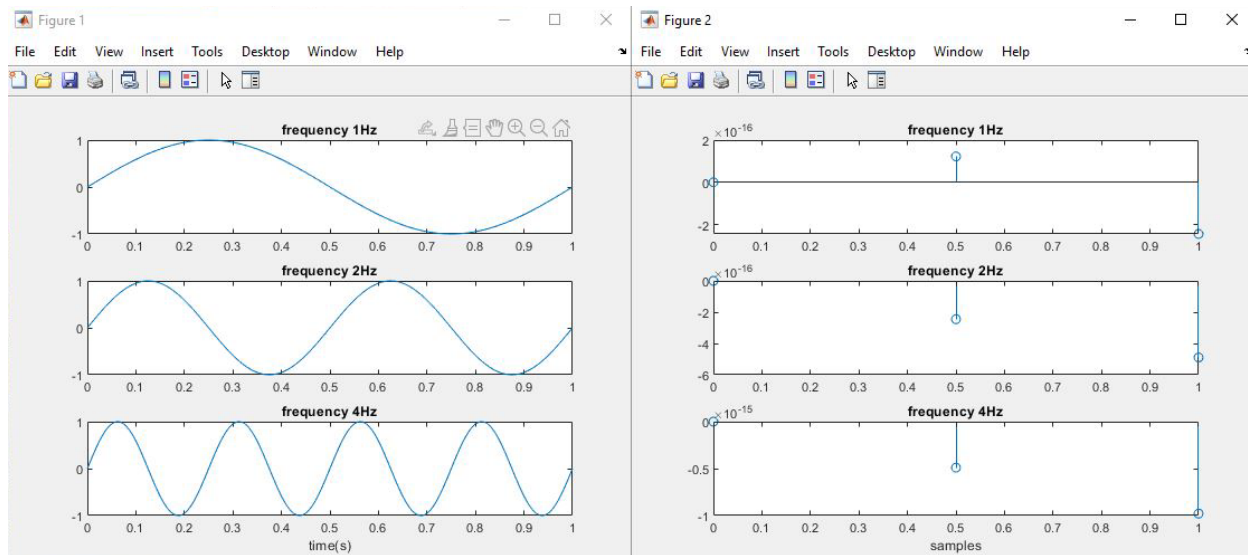 Figure 1
File Edit View Insert Tools Desktop Window Help
frequency 1Hz
1
0
-1
0 0.1 0.2 0.3 0.4 0.5 0.6 0.7 0.8 0.9 1
frequency 2Hz
1
0
-1
0 0.1 0.2 0.3 0.4 0.5 0.6 0.7 0.8 0.9 1
frequency 4Hz
1
0
-1
0 0.1 0.2 0.3 0.4 0.5 0.6 0.7 0.8 0.9 1
time(s)
Figure 2
File Edit View Insert Tools Desktop Window Help
×10-16 frequency 1Hz
2
0
-2
0 0.1 0.2 0.3 0.4 0.5 0.6 0.7 0.8 0.9 1
×10-16 frequency 2Hz
0
-2
-4
-6
0 0.1 0.2 0.3 0.4 0.5 0.6 0.7 0.8 0.9 1
×10-15 frequency 4Hz
0
-0.5
-1
0 0.1 0.2 0.3 0.4 0.5 0.6 0.7 0.8 0.9 1
samples